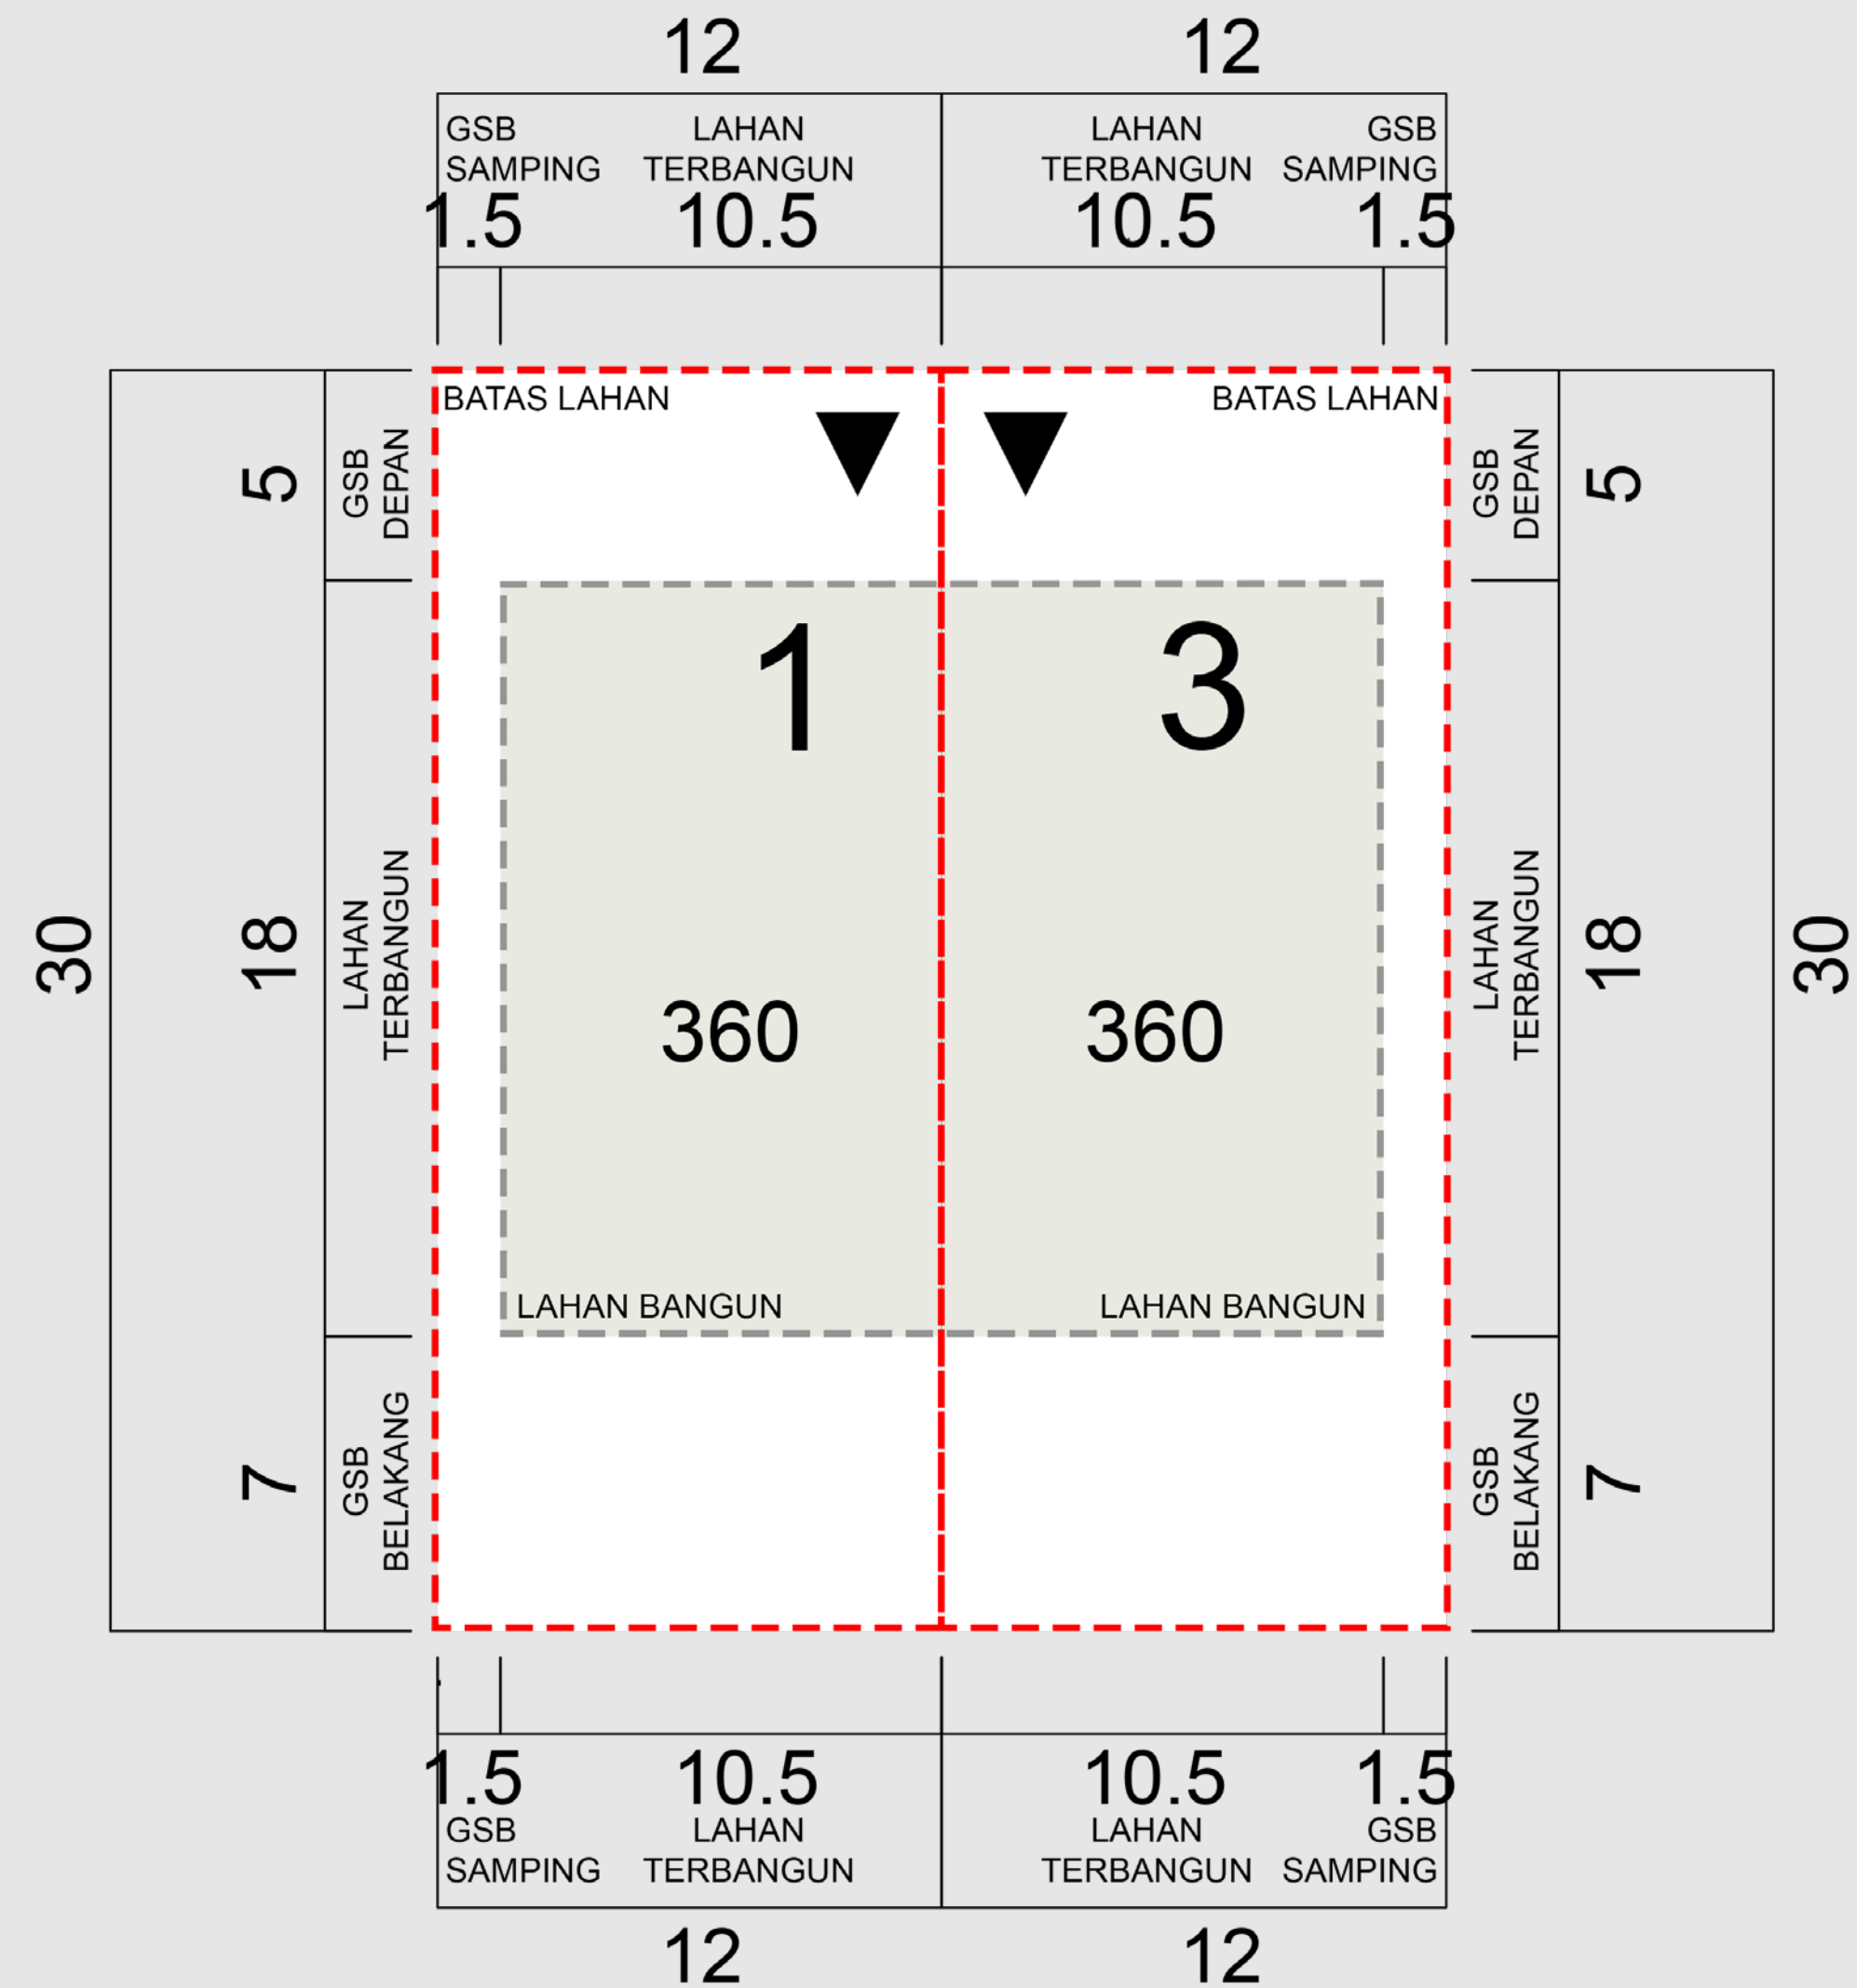 12
12
GSB
SAMPING
LAHAN
TERBANGUN
LAHAN
TERBANGUN
GSB
SAMPING
1.5
10.5
10.5
1.5
BATAS LAHAN
BATAS LAHAN
5
GSB
DEPAN
GSB
DEPAN
5
1
3
30
18
LAHAN
TERBANGUN
360
360
LAHAN
TERBANGUN
18
30
LAHAN BANGUN
LAHAN BANGUN
7
GSB
BELAKANG
GSB
BELAKANG
7
1.5
10.5
10.5
1.5
GSB
SAMPING
LAHAN
TERBANGUN
LAHAN
TERBANGUN
GSB
SAMPING
12
12